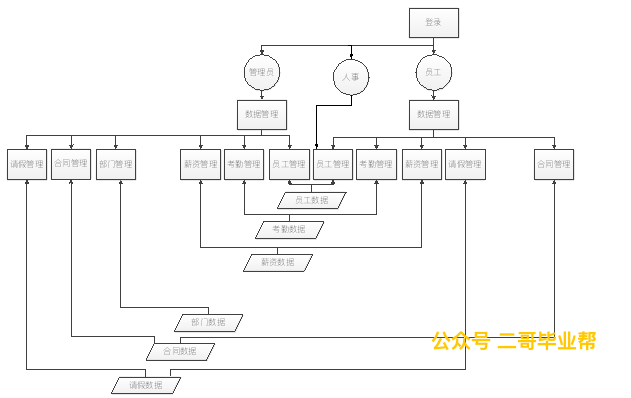 登录
管理员
人事
员工
数据管理
数据管理
请假管理
合同管理
部门管理
薪资管理
考勤管理
员工管理
员工管理
考勤管理
薪资管理
请假管理
合同管理
员工数据
考勤数据
薪资数据
部门数据
公众号 二哥毕业帮
合同数据
请假数据